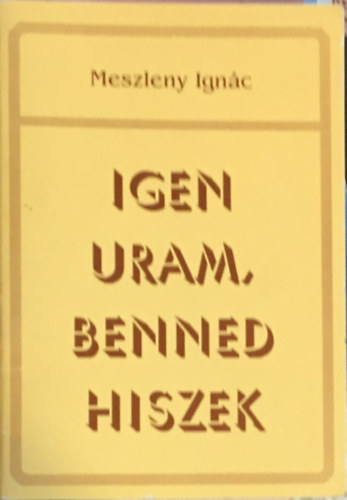 Meszleny Ignác
IGEN
URAM,
BENNED
HISZEK